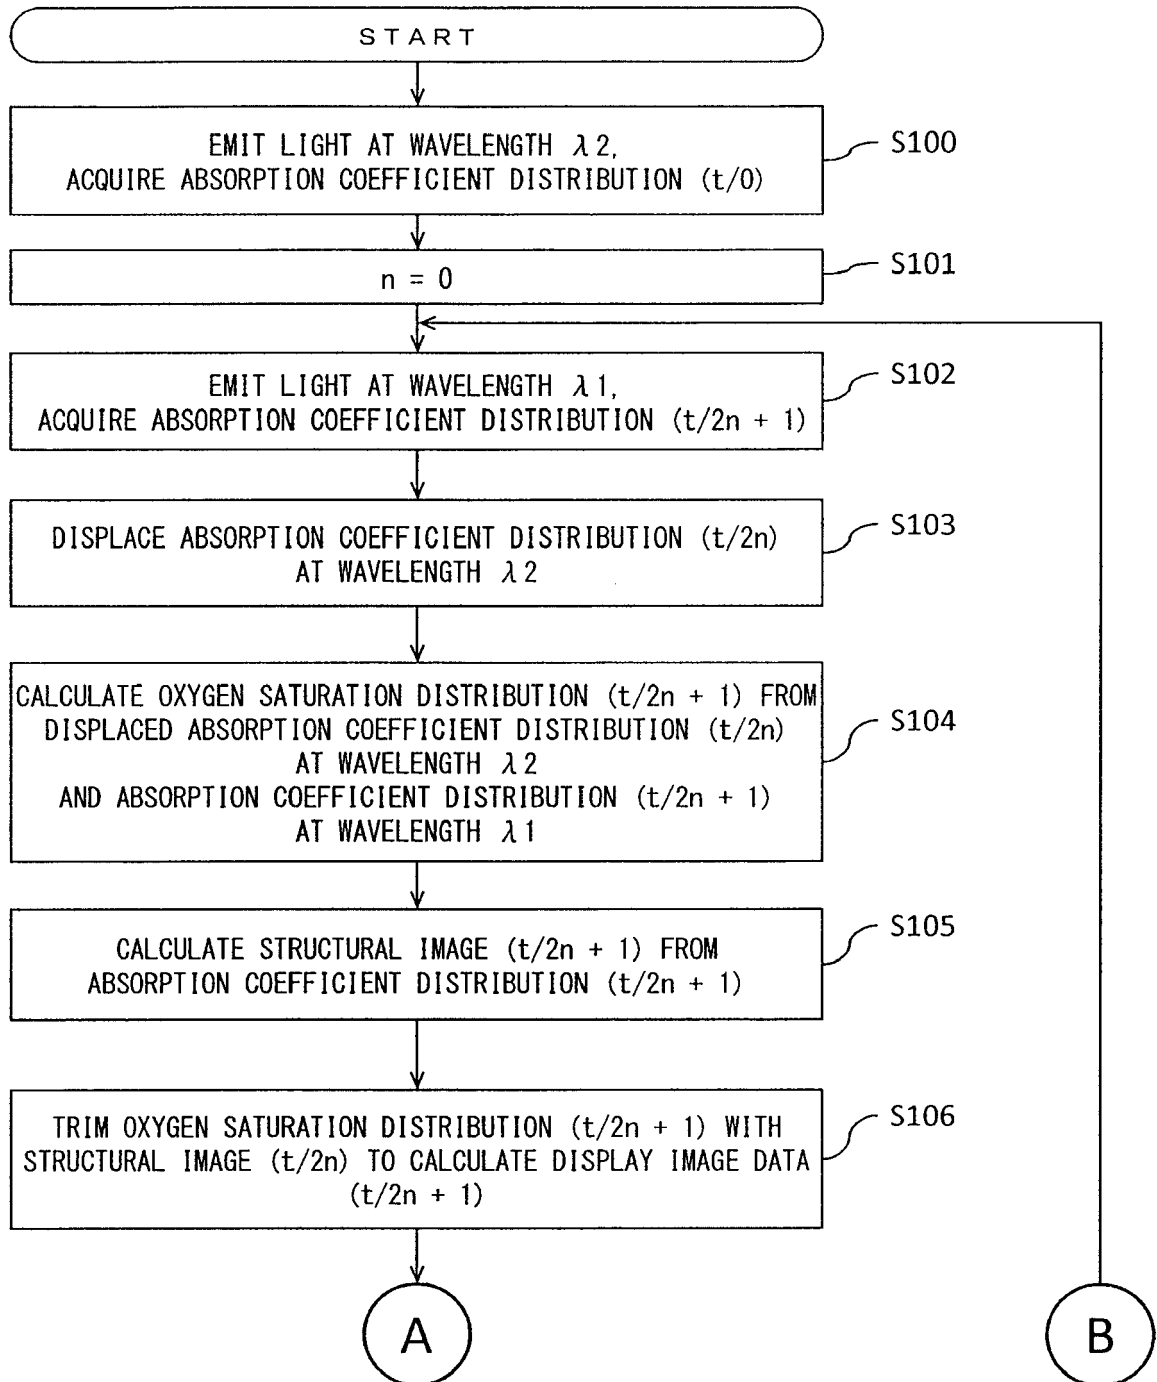 START
EMIT LIGHT AT WAVELENGTH λ2,
ACQUIRE ABSORPTION COEFFICIENT DISTRIBUTION (t/0)
S100
n = 0
S101
EMIT LIGHT AT WAVELENGTH λ1,
ACQUIRE ABSORPTION COEFFICIENT DISTRIBUTION (t/2n + 1)
S102
DISPLACE ABSORPTION COEFFICIENT DISTRIBUTION (t/2n)
AT WAVELENGTH λ2
S103
CALCULATE OXYGEN SATURATION DISTRIBUTION (t/2n + 1) FROM
DISPLACED ABSORPTION COEFFICIENT DISTRIBUTION (t/2n)
AT WAVELENGTH λ2
AND ABSORPTION COEFFICIENT DISTRIBUTION (t/2n + 1)
AT WAVELENGTH λ1
S104
CALCULATE STRUCTURAL IMAGE (t/2n + 1) FROM
ABSORPTION COEFFICIENT DISTRIBUTION (t/2n + 1)
S105
TRIM OXYGEN SATURATION DISTRIBUTION (t/2n + 1) WITH
STRUCTURAL IMAGE (t/2n) TO CALCULATE DISPLAY IMAGE DATA
(t/2n + 1)
S106
A
B